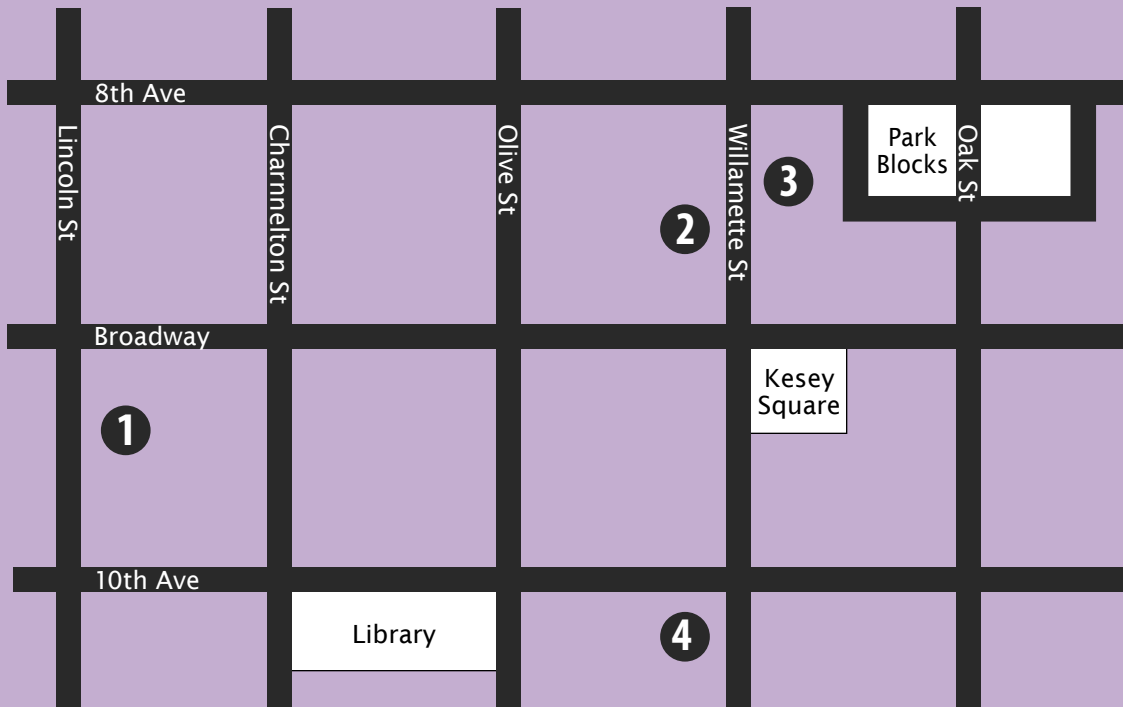 8th Ave
Lincoln St
Charnnelton St
Olive St
Willamette St
Oak St
Park
Blocks
3
2
Broadway
Kesey
Square
1
10th Ave
Library
4